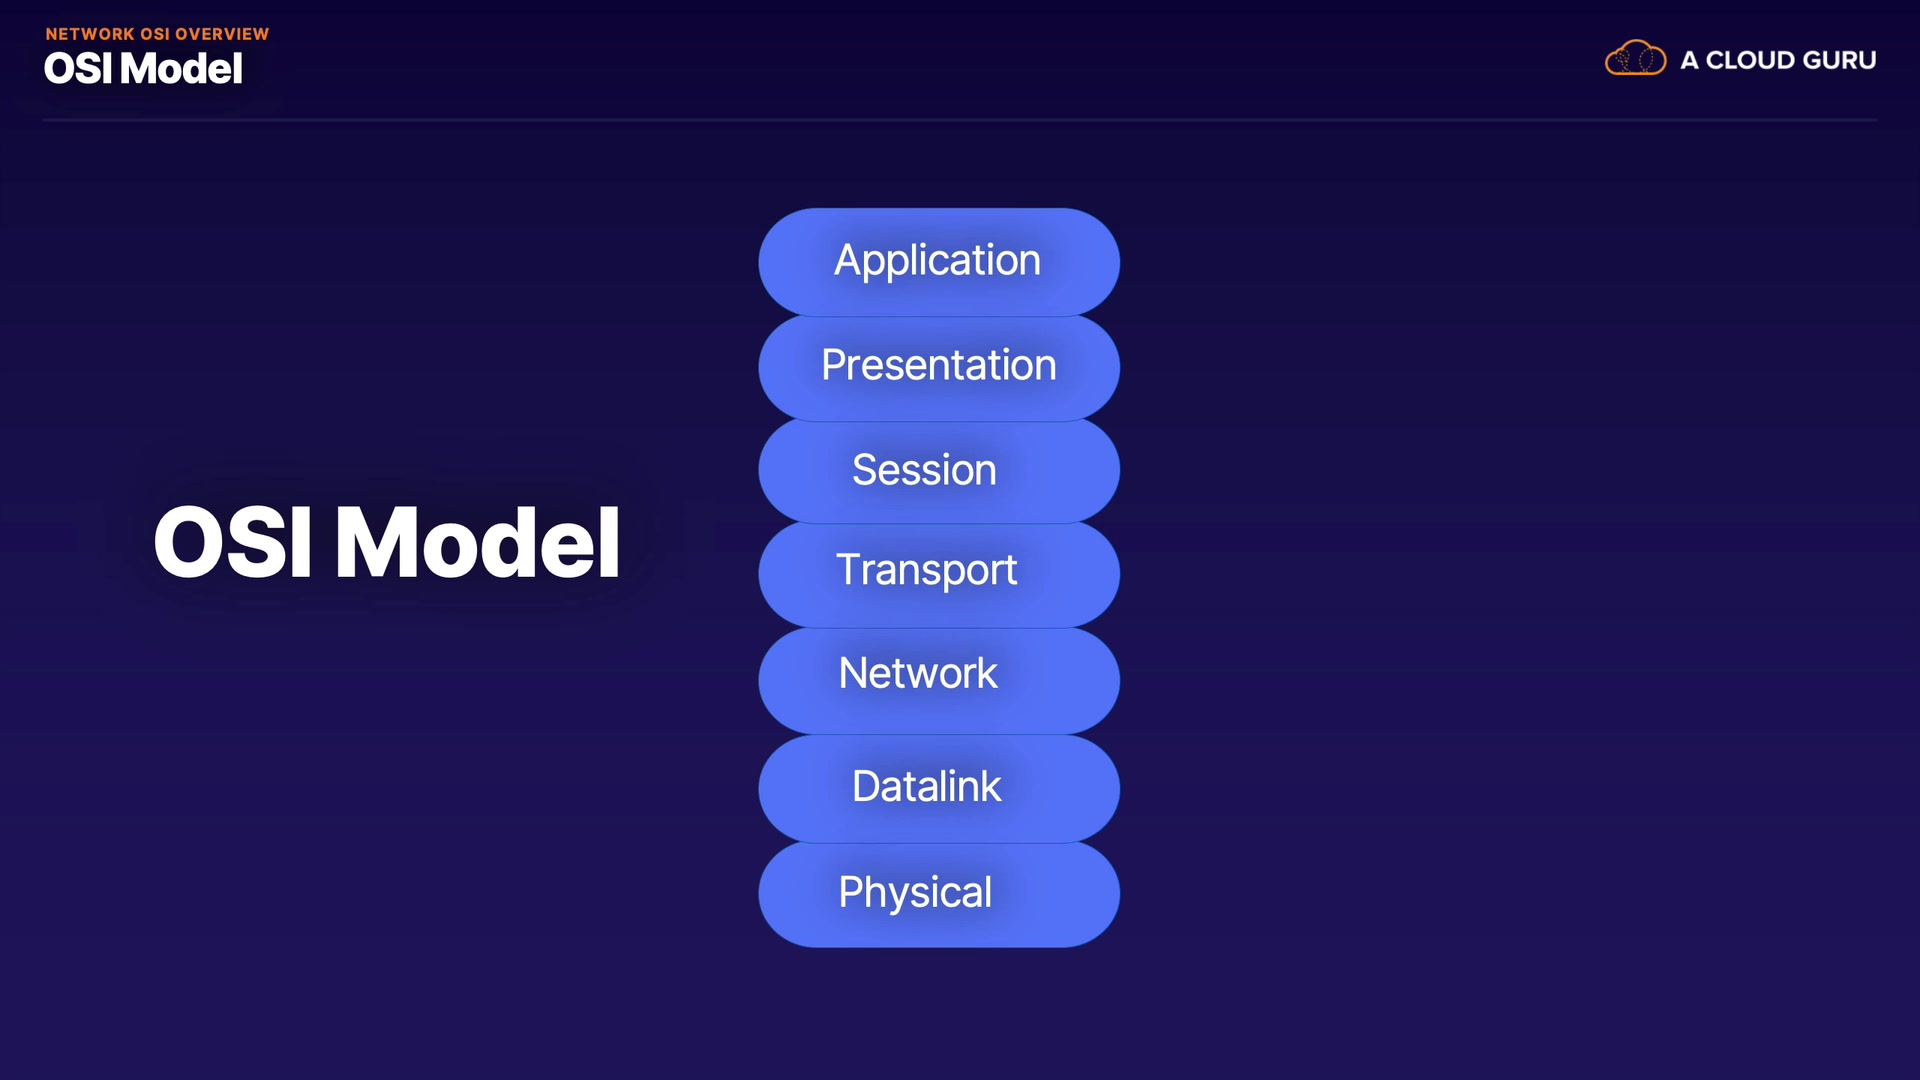 NETWORK OSI OVERVIEW
OSI Model
A CLOUD GURU
Application
Presentation
Session
OSI Model
Transport
Network
Datalink
Physical